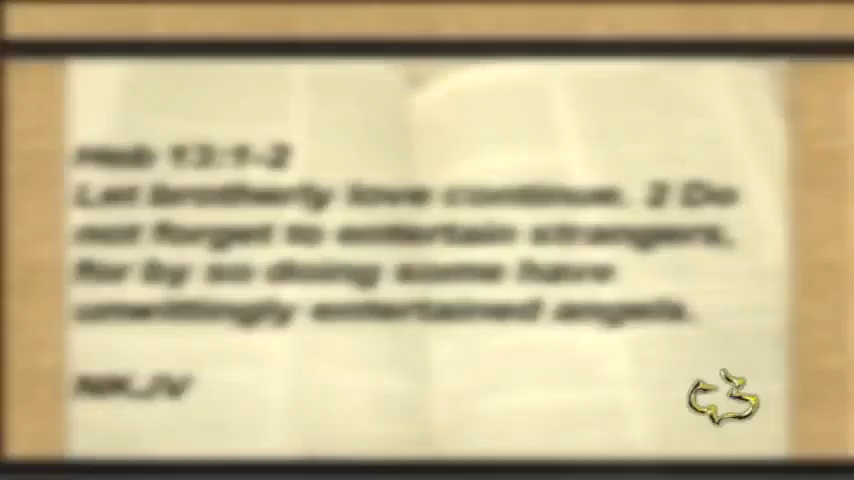 Heb 13:1-2
Let brotherly love continue. 2 Do
not forget to entertain strangers,
for by so doing some have
unwittingly entertained angels.
NKJV